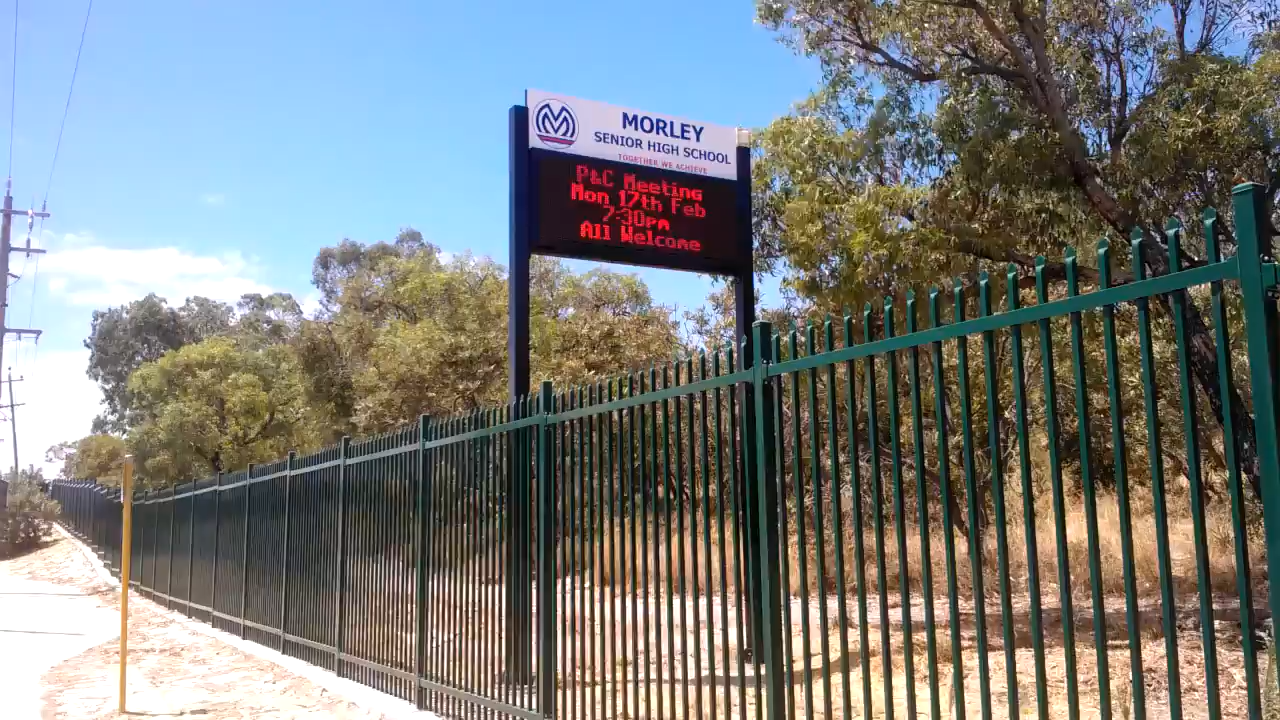 MORLEY
SENIOR HIGH SCHOOL
TOGETHER WE ACHIEVE
P&C Meeting
Mon 17th Feb
7:30pm
All Welcome